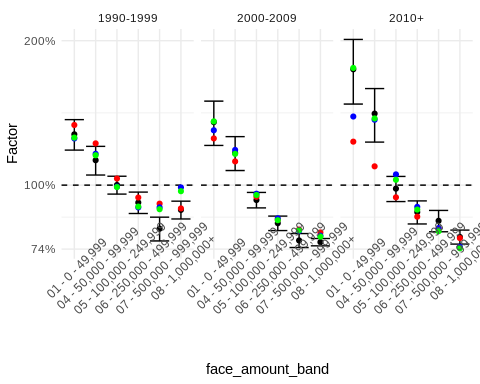 1990-1999
2000-2009
2010+
Factor
200%
100%
74%
01 - 0 - 49,999
04 - 50,000 - 99,999
05 - 100,000 - 249,999
06 - 250,000 - 499,999
07 - 500,000 - 999,999
08 - 1,000,000+
01 - 0 - 49,999
04 - 50,000 - 99,999
05 - 100,000 - 249,999
06 - 250,000 - 499,999
07 - 500,000 - 999,999
08 - 1,000,000+
01 - 0 - 49,999
04 - 50,000 - 99,999
05 - 100,000 - 249,999
06 - 250,000 - 499,999
07 - 500,000 - 999,999
08 - 1,000,00
face_amount_band